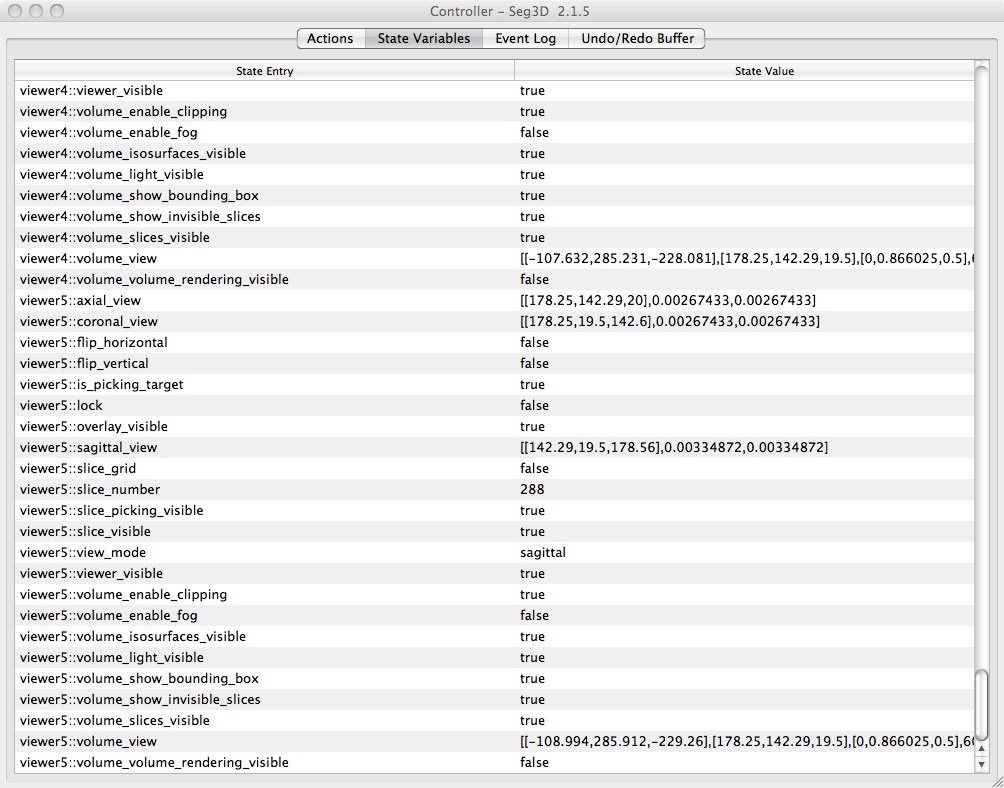 Controller - Seg3D 2.1.5
Actions State Variables Event Log Undo/Redo Buffer
State Entry State Value
viewer4::viewer_visible true
viewer4::volume_enable_clipping true
viewer4::volume_enable_fog false
viewer4::volume_isosurfaces_visible true
viewer4::volume_light_visible true
viewer4::volume_show_bounding_box true
viewer4::volume_show_invisible_slices true
viewer4::volume_slices_visible true
viewer4::volume_view [[-107.632,285.231,-228.081],[178.25,142.29,19.5],[0,0.866025,0.5],
viewer4::volume_volume_rendering_visible false
viewer5::axial_view [[178.25,142.29,20],0.00267433,0.00267433]
viewer5::coronal_view [[178.25,19.5,142.6],0.00267433,0.00267433]
viewer5::flip_horizontal false
viewer5::flip_vertical false
viewer5::is_picking_target true
viewer5::lock false
viewer5::overlay_visible true
viewer5::sagittal_view [[142.29,19.5,178.56],0.00334872,0.00334872]
viewer5::slice_grid false
viewer5::slice_number 288
viewer5::slice_picking_visible true
viewer5::slice_visible true
viewer5::view_mode sagittal
viewer5::viewer_visible true
viewer5::volume_enable_clipping true
viewer5::volume_enable_fog false
viewer5::volume_isosurfaces_visible true
viewer5::volume_light_visible true
viewer5::volume_show_bounding_box true
viewer5::volume_show_invisible_slices true
viewer5::volume_slices_visible true
viewer5::volume_view [[-108.994,285.912,-229.26],[178.25,142.29,19.5],[0,0.866025,0.5],60
viewer5::volume_volume_rendering_visible false